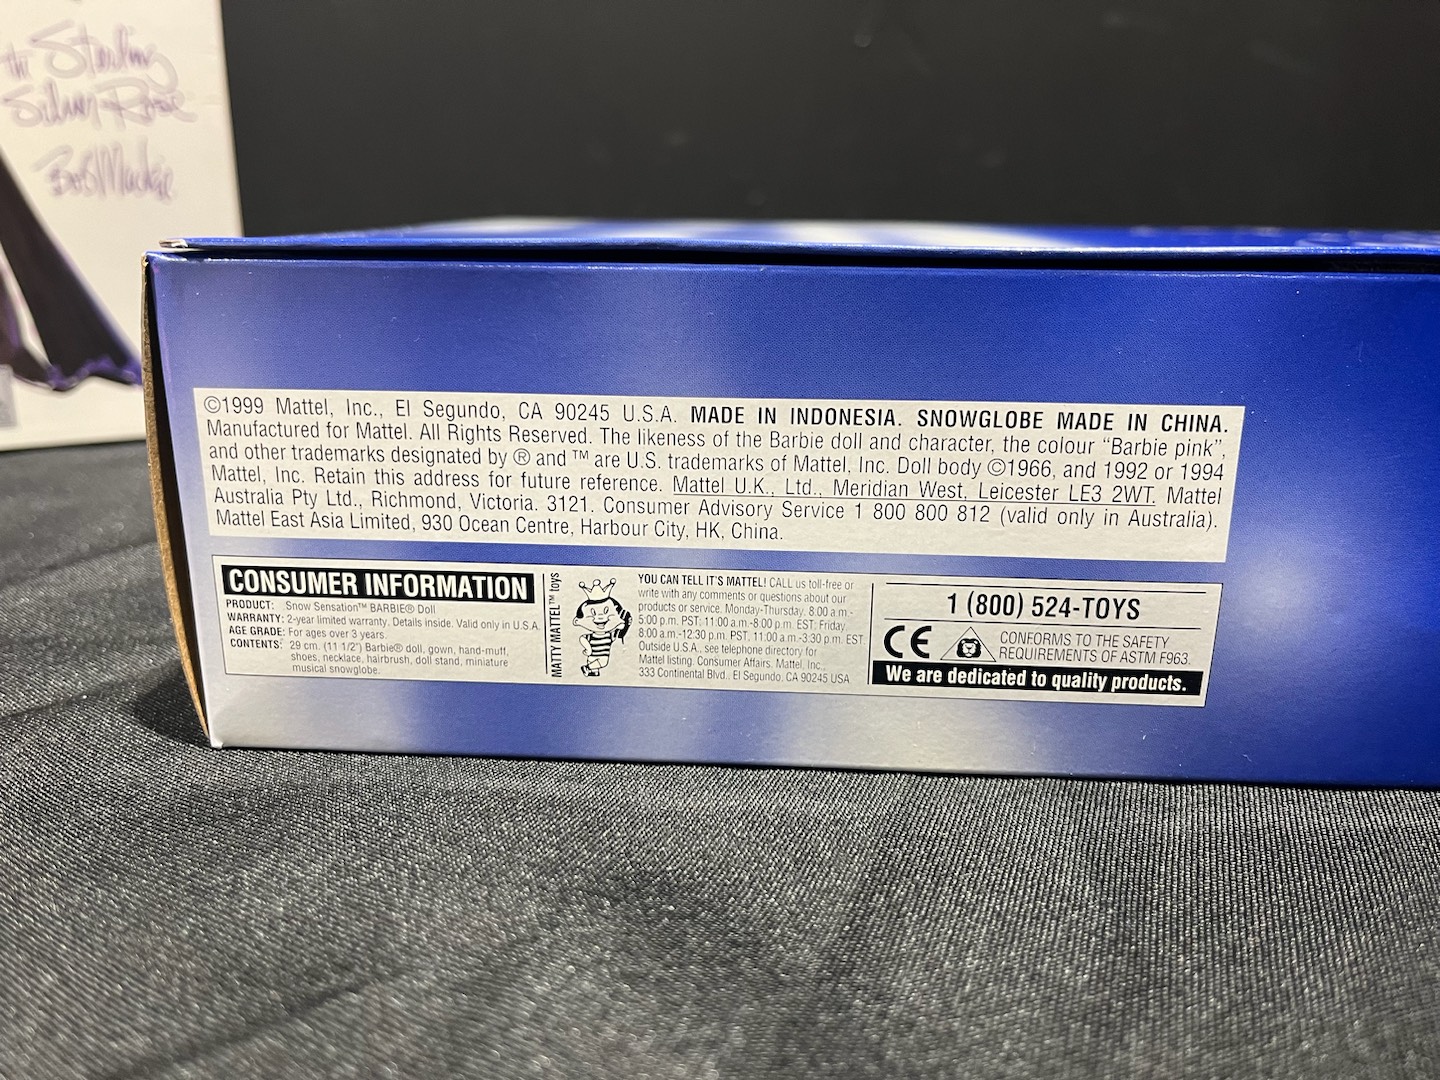 the Sterling
Silver Rose
Bob Mackie
©1999 Mattel, Inc., El Segundo, CA 90245 U.S.A. MADE IN INDONESIA. SNOWGLOBE MADE IN CHINA.
Manufactured for Mattel. All Rights Reserved. The likeness of the Barbie doll and character, the colour "Barbie pink",
and other trademarks designated by ® and ™ are U.S. trademarks of Mattel, Inc. Doll body ©1966, and 1992 or 1994
Mattel, Inc. Retain this address for future reference. Mattel U.K., Ltd., Meridian West, Leicester LE3 2WT. Mattel
Australia Pty Ltd., Richmond, Victoria. 3121. Consumer Advisory Service 1 800 800 812 (valid only in Australia).
Mattel East Asia Limited, 930 Ocean Centre, Harbour City, HK, China.
CONSUMER INFORMATION
PRODUCT: Snow Sensation™ BARBIE® Doll
WARRANTY: 2-year limited warranty. Details inside. Valid only in U.S.A.
AGE GRADE: For ages over 3 years.
CONTENTS: 29 cm. (11 1/2") Barbie® doll, gown, hand-muff,
shoes, necklace, hairbrush, doll stand, miniature
musical snowglobe.
MATTY MATTEL™ toys
YOU CAN TELL IT'S MATTEL! CALL us toll-free or
write with any comments or questions about our
products or service. Monday-Thursday, 8:00 a.m.-
5:00 p.m. PST; 11:00 a.m.-8:00 p.m. EST; Friday,
8:00 a.m.-12:30 p.m. PST, 11:00 a.m.-3:30 p.m. EST.
Outside U.S.A., see telephone directory for
Mattel listing. Consumer Affairs, Mattel, Inc.,
333 Continental Blvd., El Segundo, CA 90245 USA
1 (800) 524-TOYS
CE
CONFORMS TO THE SAFETY
REQUIREMENTS OF ASTM F963.
We are dedicated to quality products.